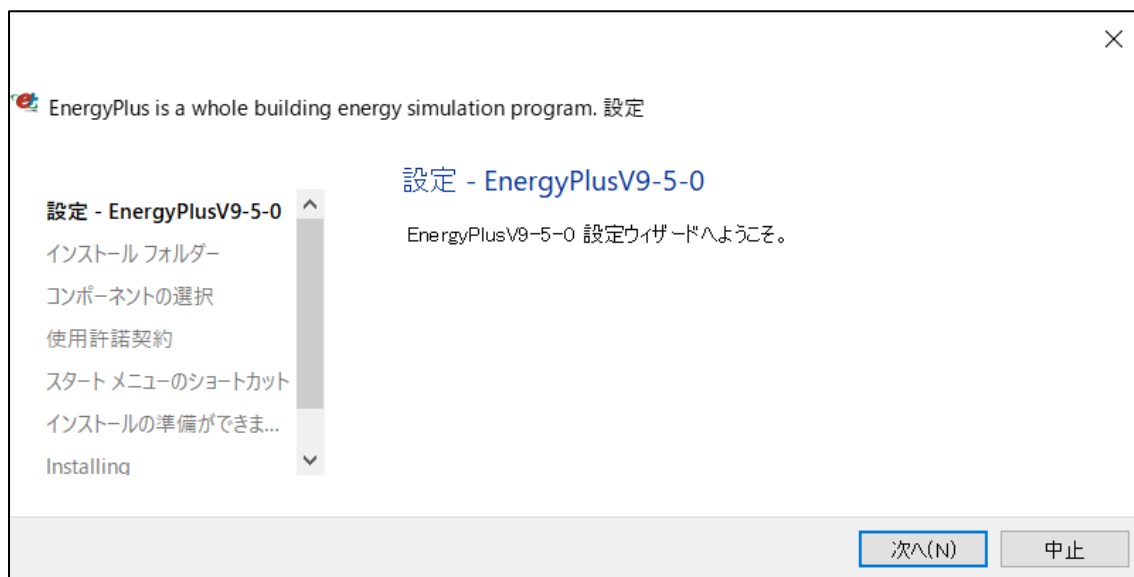 EnergyPlus is a whole building energy simulation program. 設定
設定 - EnergyPlusV9-5-0
インストール フォルダー
コンポーネントの選択
使用許諾契約
スタート メニューのショートカット
インストールの準備ができま...
Installing
設定 - EnergyPlusV9-5-0
EnergyPlusV9-5-0 設定ウィザードへようこそ。
次へ(N)
中止